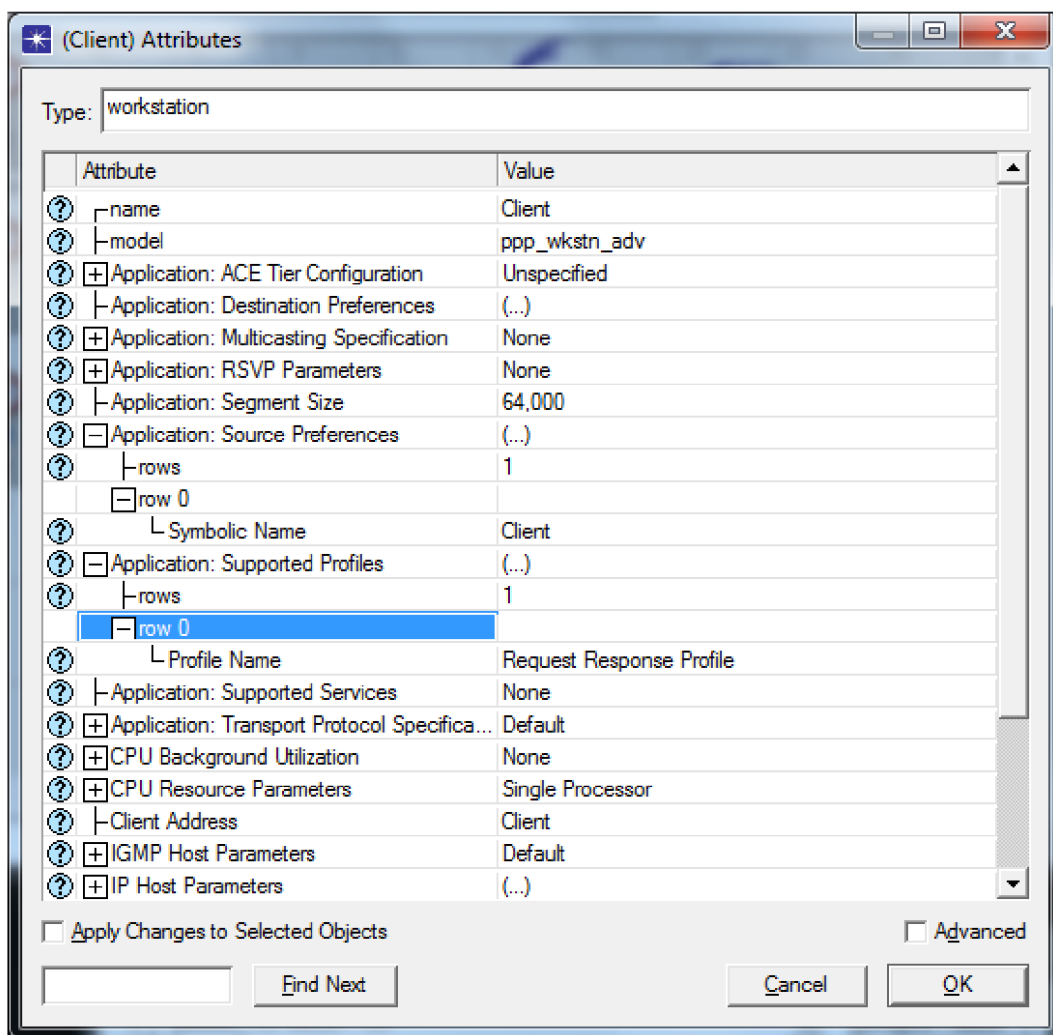 (Client) Attributes
Type: workstation
Attribute Value
name Client
model ppp_wkstn_adv
Application: ACE Tier Configuration Unspecified
Application: Destination Preferences (...)
Application: Multicasting Specification None
Application: RSVP Parameters None
Application: Segment Size 64,000
Application: Source Preferences (...)
rows 1
row 0
Symbolic Name Client
Application: Supported Profiles (...)
rows 1
row 0
Profile Name Request Response Profile
Application: Supported Services None
Application: Transport Protocol Specifica... Default
CPU Background Utilization None
CPU Resource Parameters Single Processor
Client Address Client
IGMP Host Parameters Default
IP Host Parameters (...)
Apply Changes to Selected Objects Advanced
Find Next Cancel OK